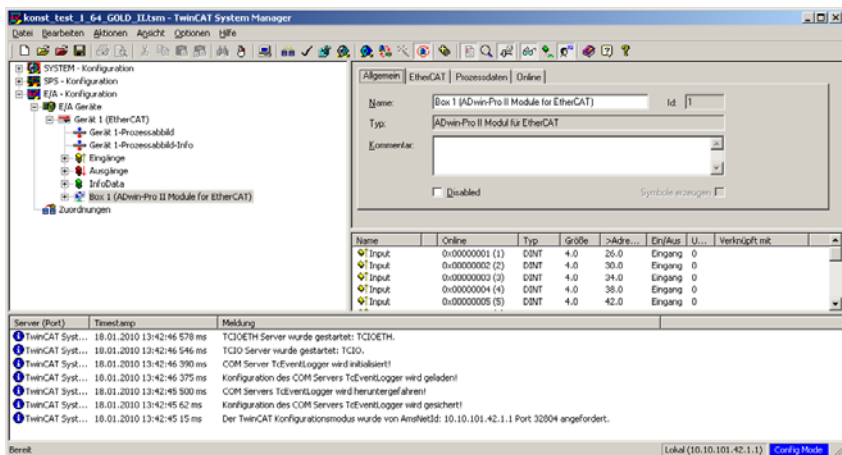 konst_test_1_64_GOLD_II.tsm - TwinCAT System Manager
Datei Bearbeiten Aktionen Ansicht Optionen Hilfe
SYSTEM - Konfiguration
SPS - Konfiguration
E/A - Konfiguration
E/A Geräte
Gerät 1 (EtherCAT)
Gerät 1-Prozessabbild
Gerät 1-Prozessabbild-Info
Eingänge
Ausgänge
InfoData
Box 1 (ADwin-Pro II Module for EtherCAT)
Zuordnungen
Allgemein EtherCAT Prozessdaten Online
Name: Box 1 (ADwin-Pro II Module for EtherCAT) Id: 1
Typ: ADwin-Pro II Modul für EtherCAT
Kommentar:
Disabled Symbole erzeugen
Name Online Typ Größe >Adre... Ein/Aus U... Verknüpft mit
Input 0x00000001 (1) DINT 4.0 26.0 Eingang 0
Input 0x00000002 (2) DINT 4.0 30.0 Eingang 0
Input 0x00000003 (3) DINT 4.0 34.0 Eingang 0
Input 0x00000004 (4) DINT 4.0 38.0 Eingang 0
Input 0x00000005 (5) DINT 4.0 42.0 Eingang 0
Server (Port) Timestamp Meldung
TwinCAT Syst... 18.01.2010 13:42:46 578 ms TCIOETH Server wurde gestartet: TCIOETH.
TwinCAT Syst... 18.01.2010 13:42:46 546 ms TCIO Server wurde gestartet: TCIO.
TwinCAT Syst... 18.01.2010 13:42:46 390 ms COM Server TcEventLogger wird initialisiert!
TwinCAT Syst... 18.01.2010 13:42:46 375 ms Konfiguration des COM Servers TcEventLogger wird geladen!
TwinCAT Syst... 18.01.2010 13:42:45 500 ms COM Servers TcEventLogger wird heruntergefahren!
TwinCAT Syst... 18.01.2010 13:42:45 62 ms Konfiguration des COM Servers TcEventLogger wird gesichert!
TwinCAT Syst... 18.01.2010 13:42:45 15 ms Der TwinCAT Konfigurationsmodus wurde von AmsNetId: 10.10.101.42.1.1 Port 32804 angefordert.
Bereit Lokal (10.10.101.42.1.1) Config Mode